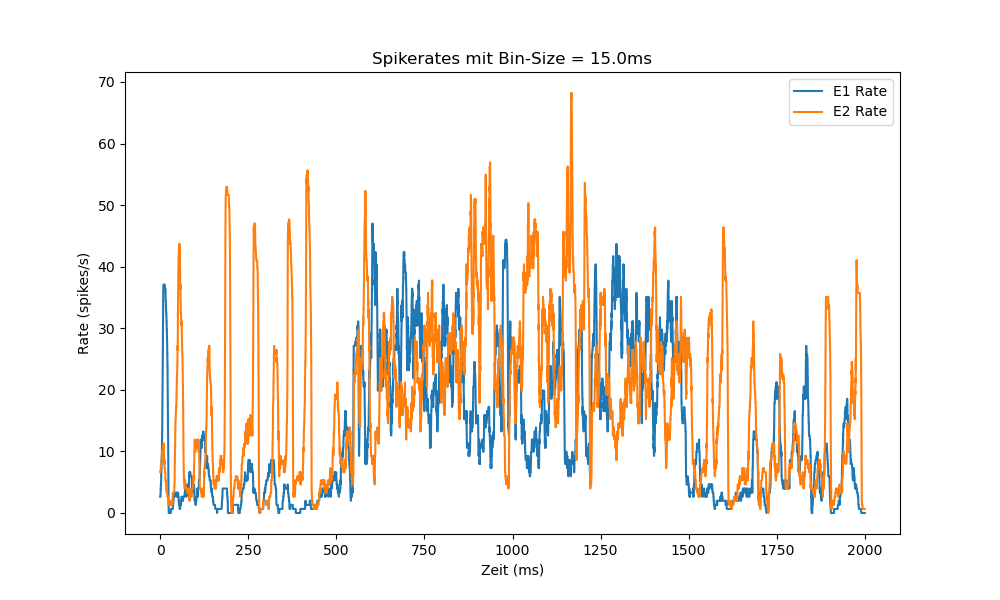 Spikerates mit Bin-Size = 15.0ms
E1 Rate
E2 Rate
70
60
50
40
30
20
10
0
Rate (spikes/s)
0 250 500 750 1000 1250 1500 1750 2000
Zeit (ms)